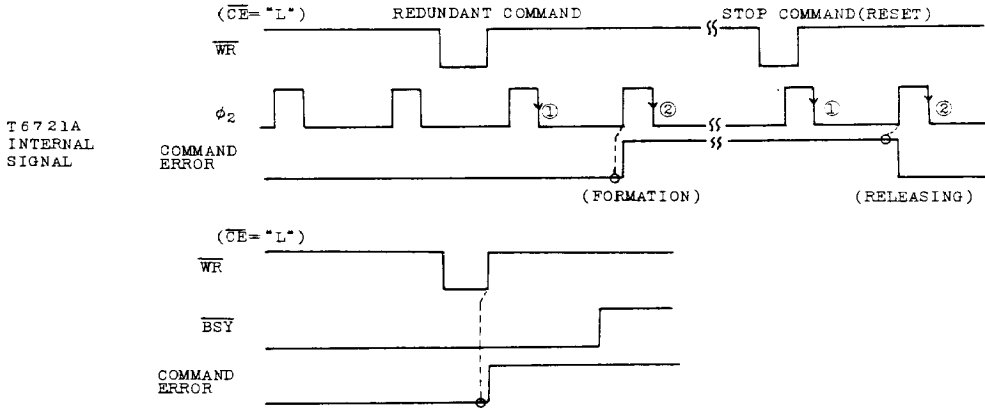 (CE="L") REDUNDANT COMMAND STOP COMMAND(RESET)
WR
φ2 ① ② ① ②
T6721A
INTERNAL
SIGNAL
COMMAND
ERROR
(FORMATION) (RELEASING)
(CE="L")
WR
BSY
COMMAND
ERROR